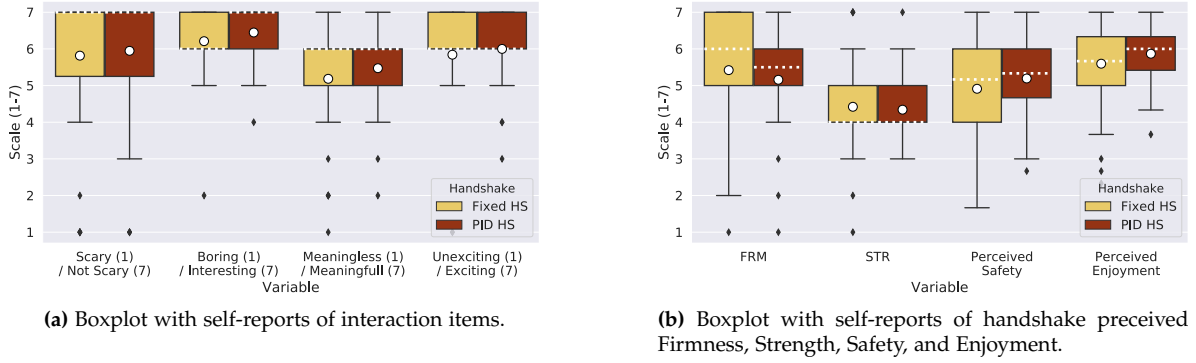 7
6
5
4
3
2
1
Scale (1-7)
Handshake
Fixed HS
PID HS
Scary (1)
/ Not Scary (7)
Boring (1)
/ Interesting (7)
Meaningless (1)
/ Meaningfull (7)
Unexciting (1)
/ Exciting (7)
Variable
(a) Boxplot with self-reports of interaction items.
7
6
5
4
3
2
1
Scale (1-7)
Handshake
Fixed HS
PID HS
FRM
STR
Perceived
Safety
Perceived
Enjoyment
Variable
(b) Boxplot with self-reports of handshake preceived
Firmness, Strength, Safety, and Enjoyment.